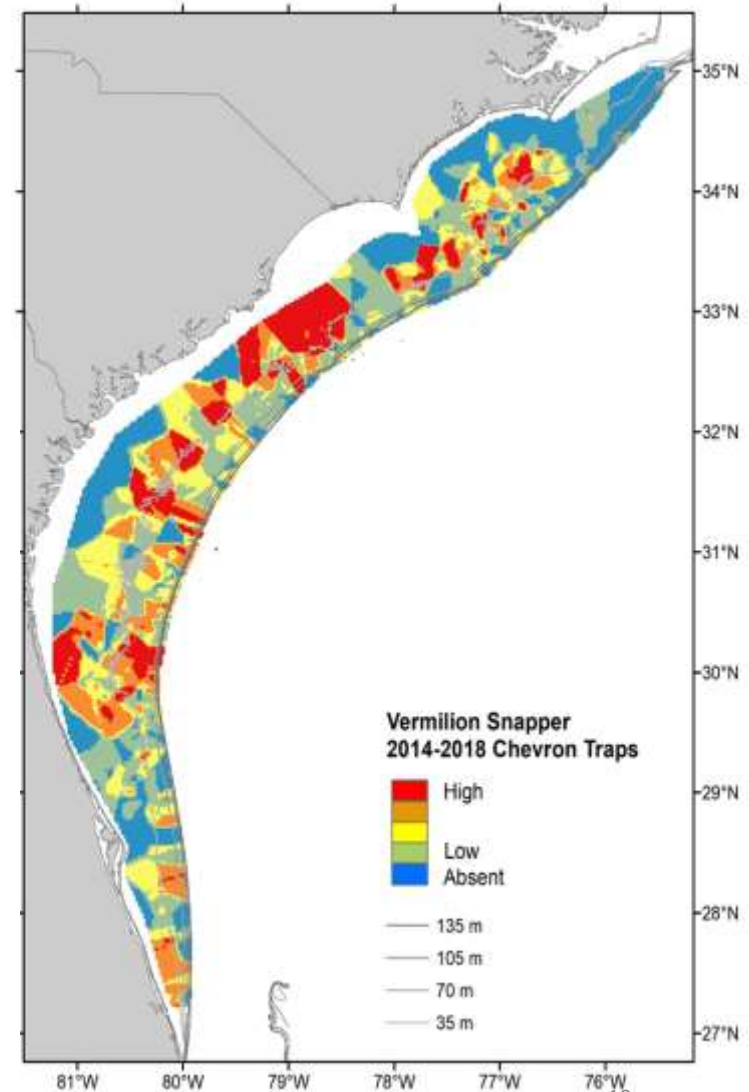 35°N
34°N
33°N
32°N
31°N
30°N
29°N
28°N
27°N
Vermilion Snapper
2014-2018 Chevron Traps
High
Low
Absent
135 m
105 m
70 m
35 m
81°W 80°W 79°W 78°W 77°W 76°W